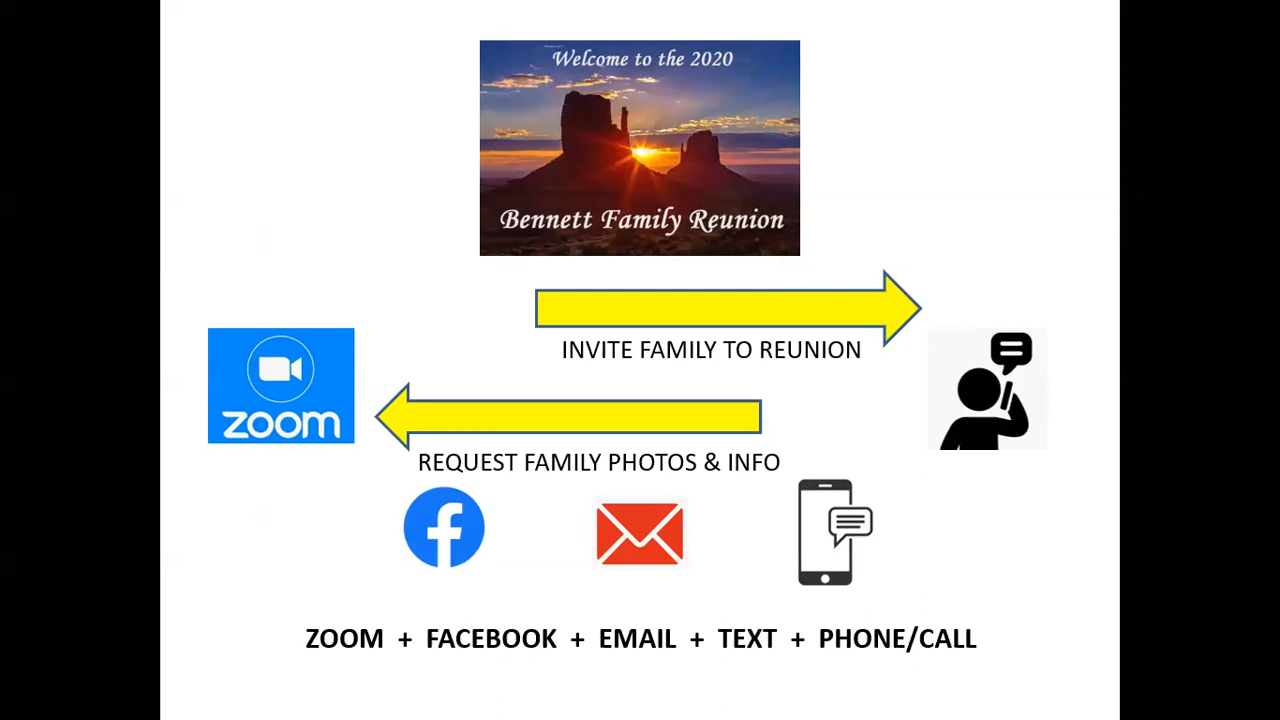 Welcome to the 2020
Bennett Family Reunion
INVITE FAMILY TO REUNION
zoom
REQUEST FAMILY PHOTOS & INFO
ZOOM + FACEBOOK + EMAIL + TEXT + PHONE/CALL